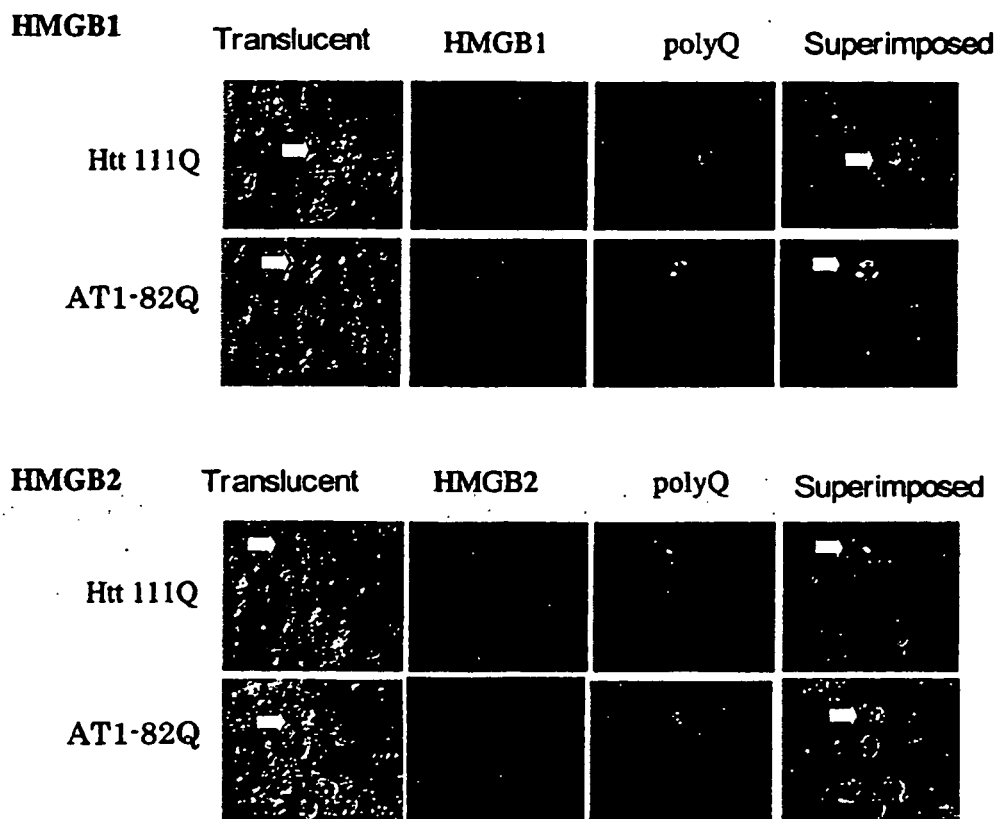 HMGB1
Translucent HMGB1 polyQ Superimposed
Htt 111Q
AT1-82Q
HMGB2
Translucent HMGB2 polyQ Superimposed
Htt 111Q
AT1-82Q